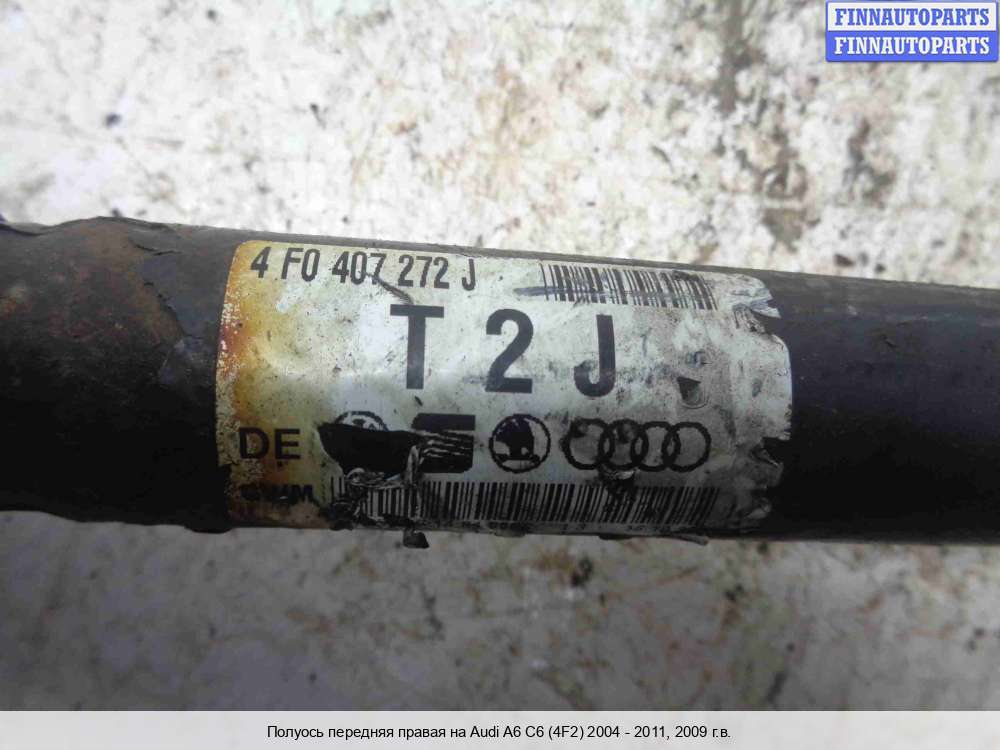 FINNAUTOPARTS
FINNAUTOPARTS
4 F0 407 272 J
T 2 J
DE
Полуось передняя правая на Audi A6 C6 (4F2) 2004 - 2011, 2009 г.в.